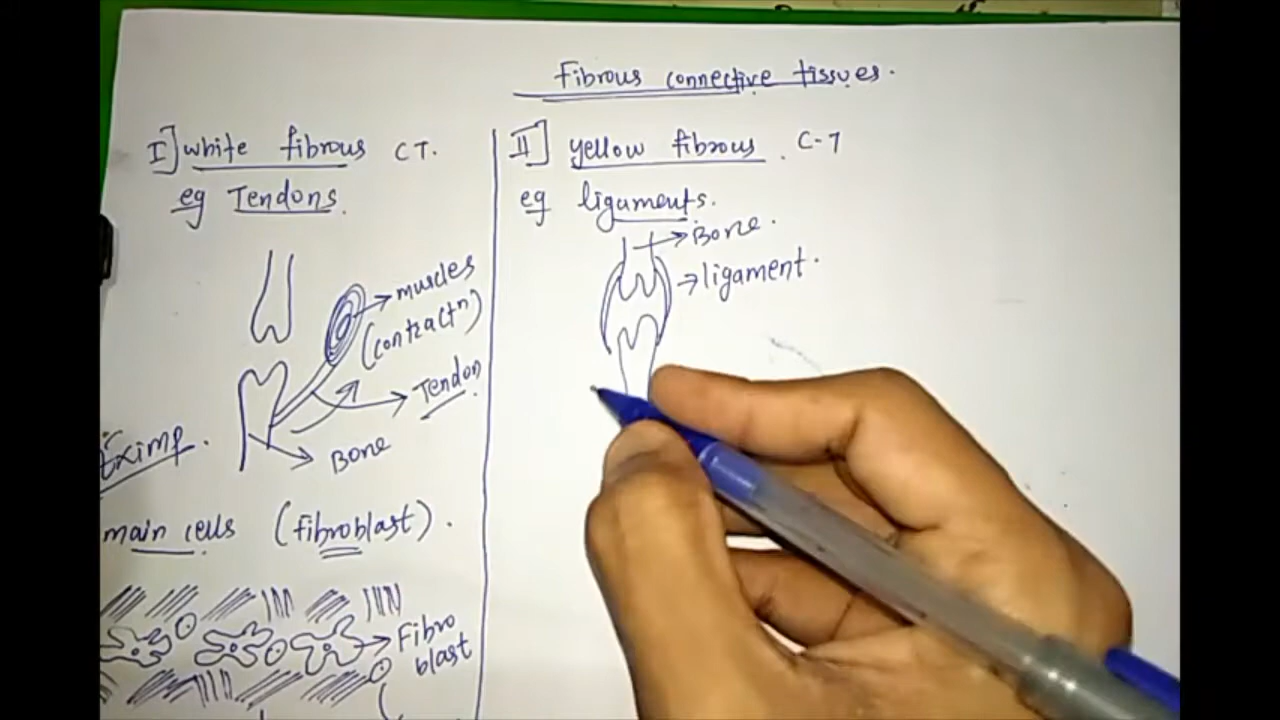 Fibrous connective tissues.
I] white fibrous CT.
eg Tendons.
muscles
(contractⁿ)
Tendon
Bone
main cells (fibroblast).
Fibro
blast
II] yellow fibrous. C-T
eg ligaments.
Bone.
ligament.